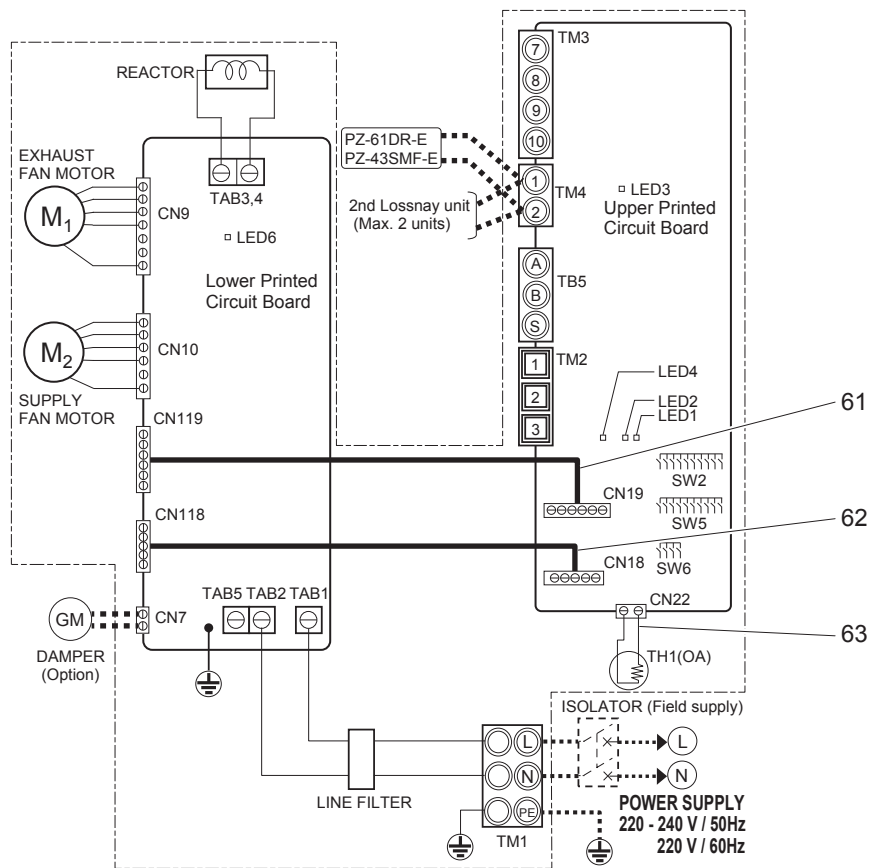 REACTOR
EXHAUST
FAN MOTOR
M1
CN9
TAB3,4
LED6
Lower Printed
Circuit Board
M2
CN10
SUPPLY
FAN MOTOR
CN119
CN118
TAB5 TAB2 TAB1
GM
CN7
DAMPER
(Option)
PZ-61DR-E
PZ-43SMF-E
2nd Lossnay unit
(Max. 2 units)
TM3
7
8
9
10
1
2
TM4
LED3
Upper Printed
Circuit Board
A
B
S
TB5
TM2
1
2
3
LED4
LED2
LED1
61
SW2
CN19
SW5
62
CN18
SW6
CN22
63
TH1(OA)
ISOLATOR (Field supply)
L
L
N
N
PE
LINE FILTER
TM1
POWER SUPPLY
220 - 240 V / 50Hz
220 V / 60Hz